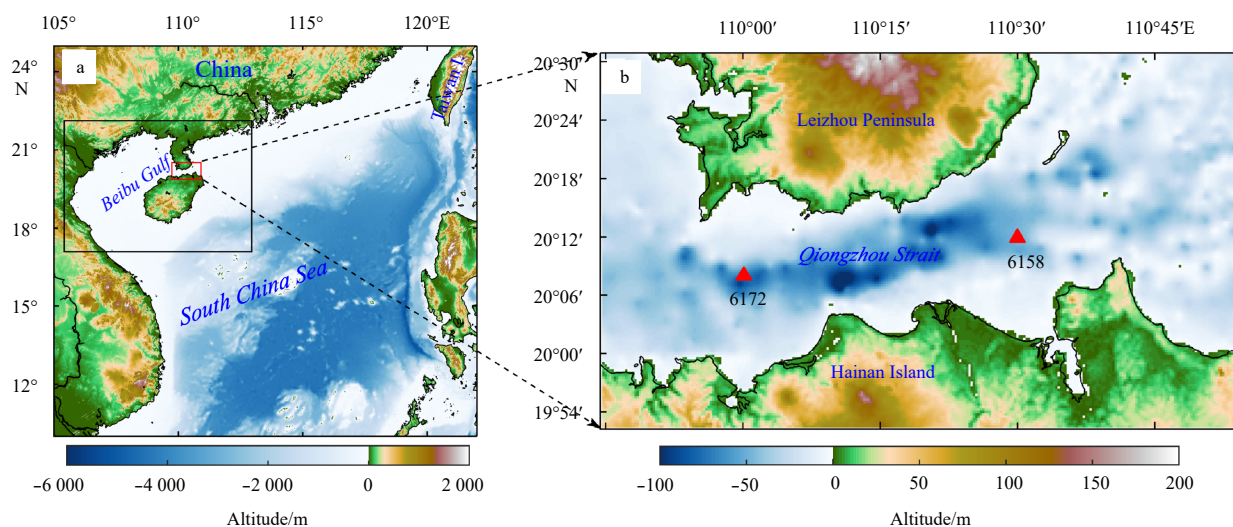 105°
110°
115°
120°E
24°
N
21°
18°
15°
12°
a
China
Taiwan I.
Beibu Gulf
South China Sea
-6 000
-4 000
-2 000
0
2 000
Altitude/m
110°00′
110°15′
110°30′
110°45′E
20°30′
N
20°24′
20°18′
20°12′
20°06′
20°00′
19°54′
b
Leizhou Peninsula
Qiongzhou Strait
6158
6172
Hainan Island
-100
-50
0
50
100
150
200
Altitude/m